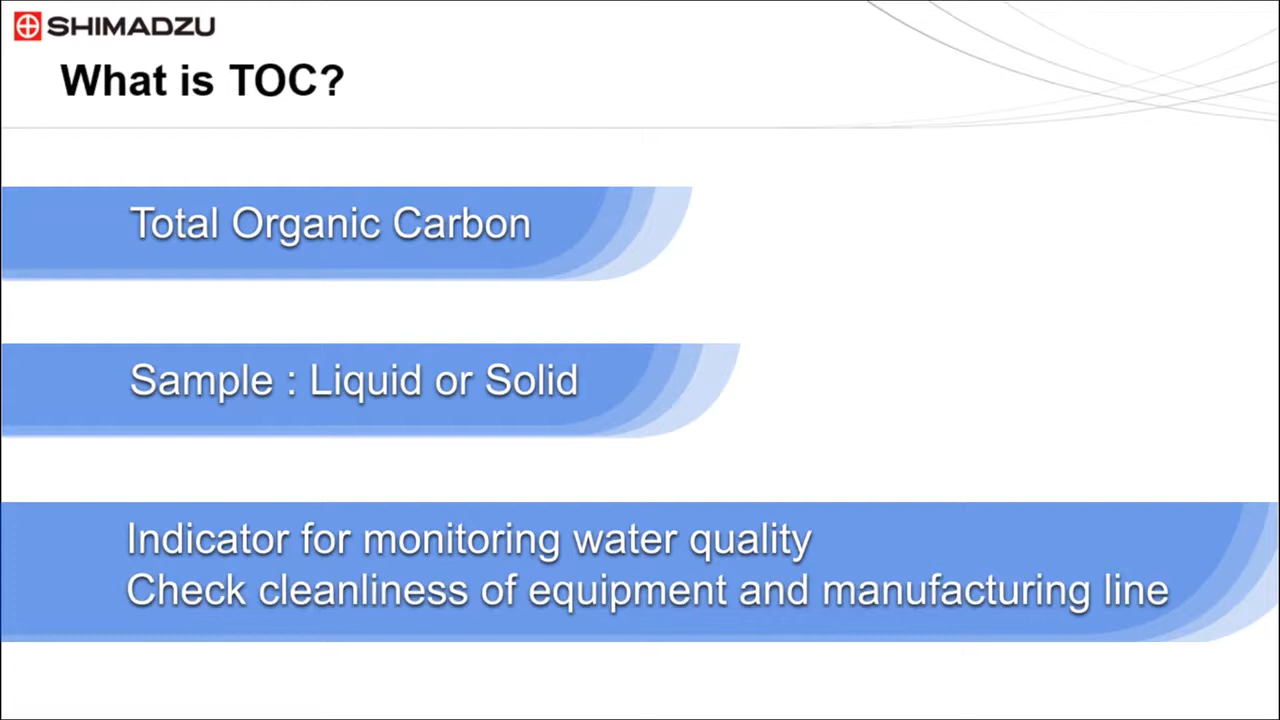 SHIMADZU
What is TOC?
Total Organic Carbon
Sample : Liquid or Solid
Indicator for monitoring water quality
Check cleanliness of equipment and manufacturing line